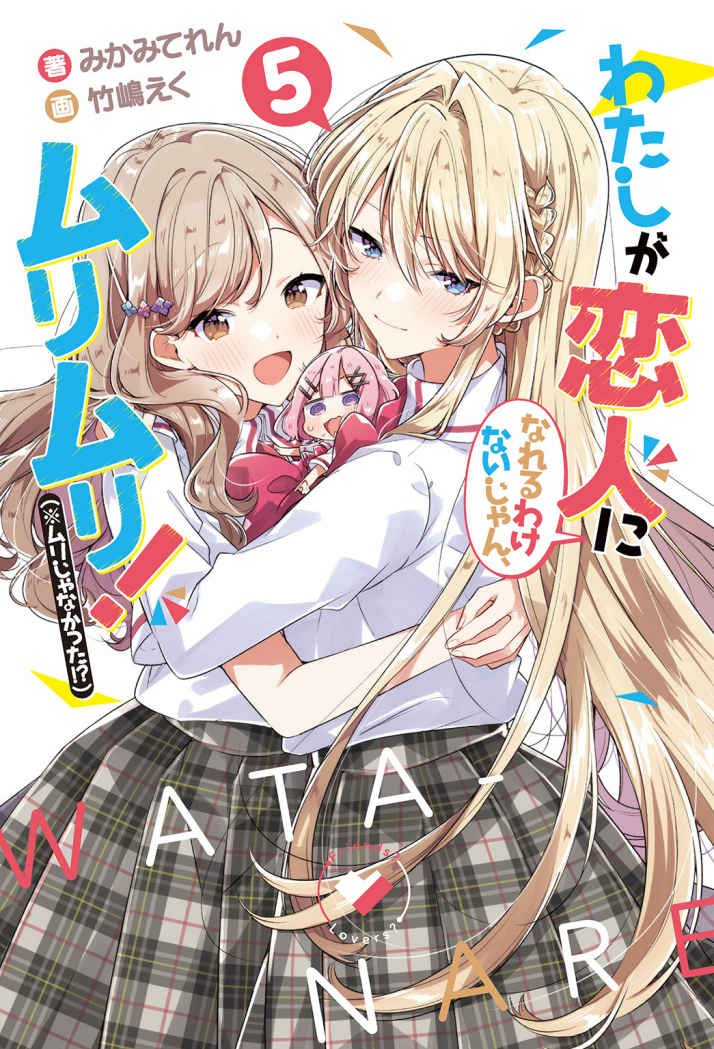 著 みかみてれん
画 竹嶋えく
5
わたしが
恋人に
なれるわけ
ないじゃん、
ムリムリ!
(※ムリじゃなかった!?)
WATA-
NARE
Friends?
Lovers?